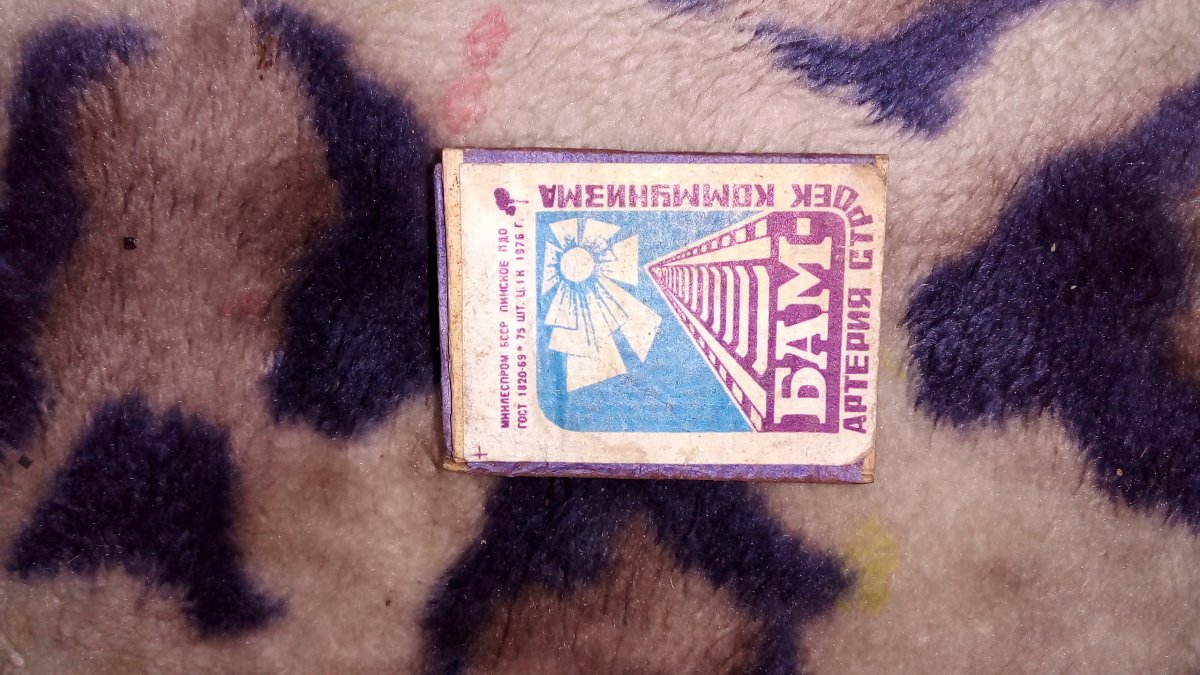 БАМ-
АРТЕРИЯ СТРОЕК КОММУНИЗМА
МИНЛЕСПРОМ БССР ПИНСКОЕ ПДО
ГОСТ 1820-69 * 75 ШТ. Ц. 1 К 1976 Г.